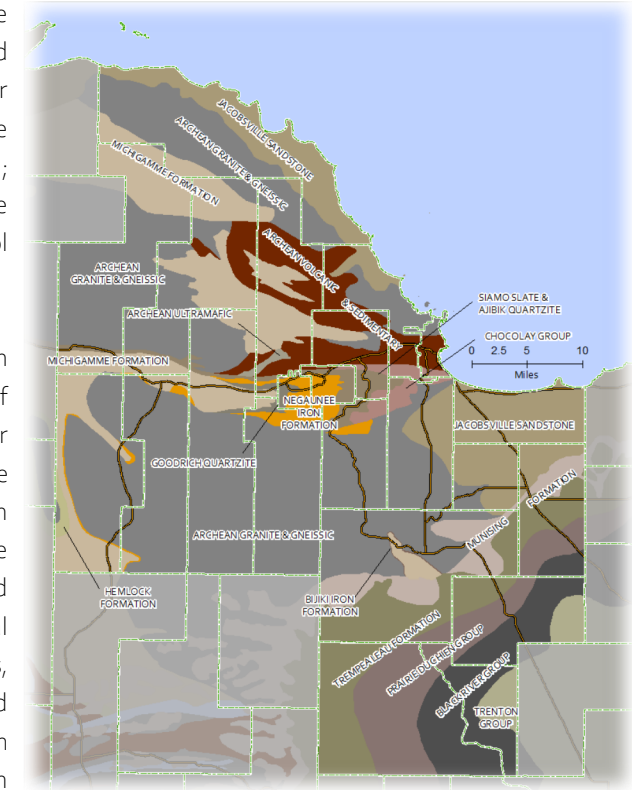 e
d
r
e
;
e
ol
n
f
r
e
n
e
d
l
s,
d
n
n
JACOBSVILLE SANDSTONE
ARCHEAN GRANITE & GNEISSIC
MICHIGAMME FORMATION
ARCHEAN VOLCANIC & SEDIMENTARY
ARCHEAN
GRANITE & GNEISSIC
SIAMO SLATE &
AJIBIK QUARTZITE
ARCHEAN ULTRAMAFIC
CHOCOLAY GROUP
0 2.5 5 10
Miles
MICHIGAMME FORMATION
NEGAUNEE
IRON
FORMATION
JACOBSVILLE SANDSTONE
GOODRICH QUARTZITE
MUNISING FORMATION
ARCHEAN GRANITE & GNEISSIC
HEMLOCK
FORMATION
BIJIKI IRON
FORMATION
TREMPEALEAU FORMATION
PRAIRIE DU CHIEN GROUP
BLACK RIVER GROUP
TRENTON
GROUP